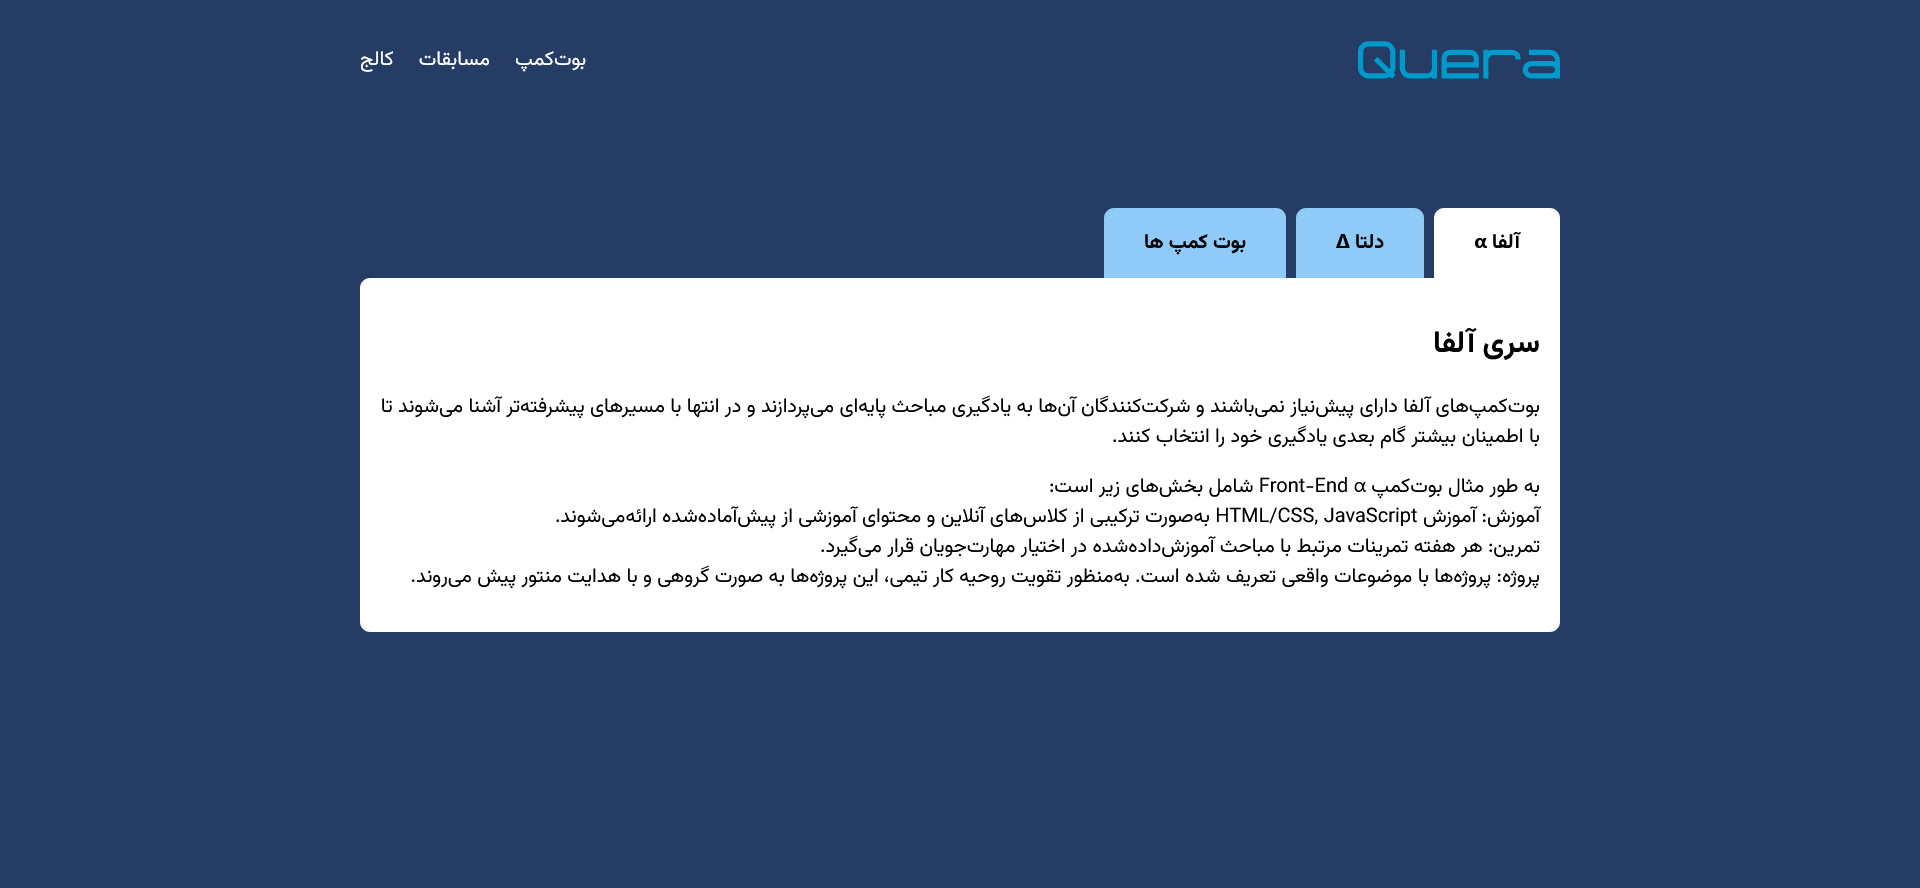 Quera
بوت‌کمپ
مسابقات
کالج
آلفا α
دلتا Δ
بوت کمپ ها
سری آلفا
بوت‌کمپ‌های آلفا دارای پیش‌نیاز نمی‌باشند و شرکت‌کنندگان آن‌ها به یادگیری مباحث پایه‌ای می‌پردازند و در انتها با مسیرهای پیشرفته‌تر آشنا می‌شوند تا
با اطمینان بیشتر گام بعدی یادگیری خود را انتخاب کنند.
به طور مثال بوت‌کمپ Front-End α شامل بخش‌های زیر است:
آموزش: آموزش HTML/CSS, JavaScript به‌صورت ترکیبی از کلاس‌های آنلاین و محتوای آموزشی از پیش‌آماده‌شده ارائه‌می‌شوند.
تمرین: هر هفته تمرینات مرتبط با مباحث آموزش‌داده‌شده در اختیار مهارت‌جویان قرار می‌گیرد.
پروژه: پروژه‌ها با موضوعات واقعی تعریف شده است. به‌منظور تقویت روحیه کار تیمی، این پروژه‌ها به صورت گروهی و با هدایت منتور پیش می‌روند.